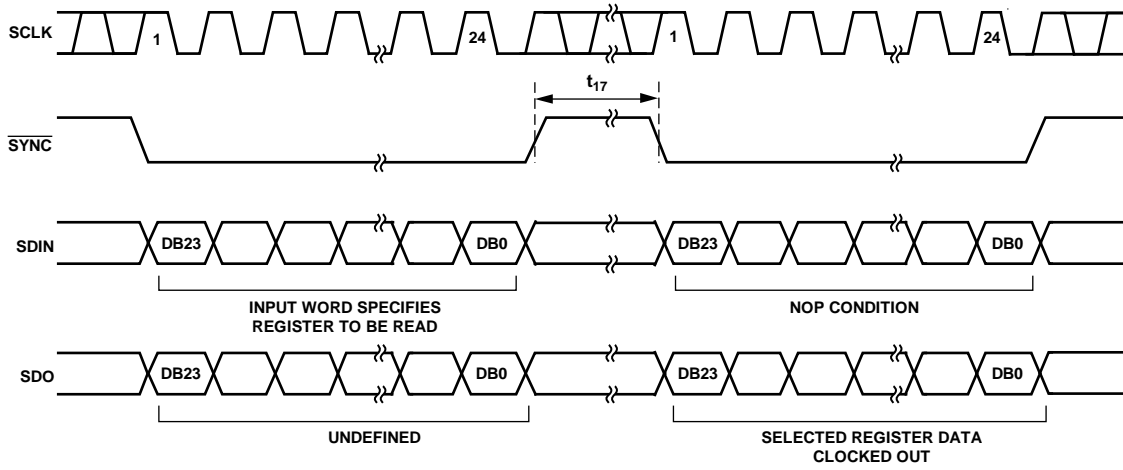 SCLK
1
24
1
24
t17
SYNC
SDIN
DB23
DB0
DB23
DB0
INPUT WORD SPECIFIES
REGISTER TO BE READ
NOP CONDITION
SDO
DB23
DB0
DB23
DB0
UNDEFINED
SELECTED REGISTER DATA
CLOCKED OUT